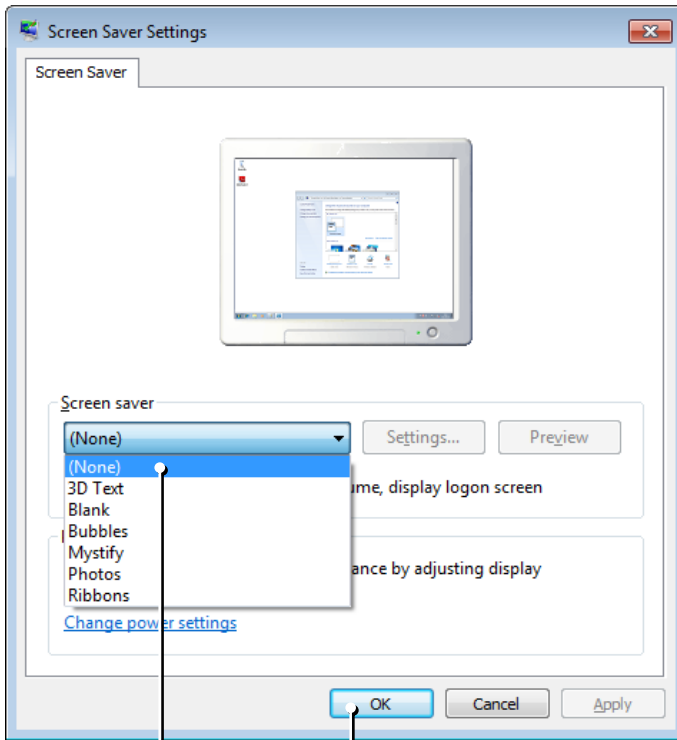 Screen Saver Settings
Screen Saver
Screen saver
(None)
Settings...
Preview
(None)
3D Text
ume, display logon screen
Blank
Bubbles
Mystify
Photos
ance by adjusting display
Ribbons
Change power settings
OK
Cancel
Apply